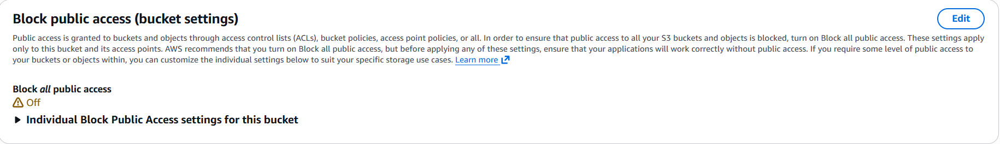 Block public access (bucket settings)
Edit
Public access is granted to buckets and objects through access control lists (ACLs), bucket policies, access point policies, or all. In order to ensure that public access to all your S3 buckets and objects is blocked, turn on Block all public access. These settings apply
only to this bucket and its access points. AWS recommends that you turn on Block all public access, but before applying any of these settings, ensure that your applications will work correctly without public access. If you require some level of public access to
your buckets or objects within, you can customize the individual settings below to suit your specific storage use cases. Learn more
Block all public access
Off
Individual Block Public Access settings for this bucket